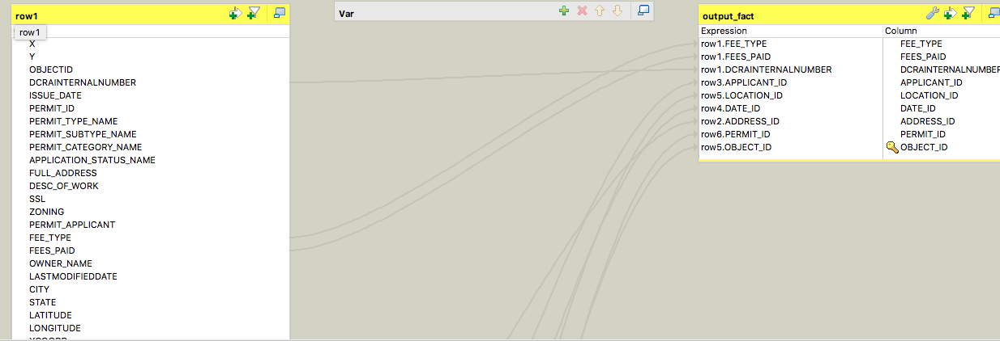 row1
row1
X
Y
OBJECTID
DCRAINTERNALNUMBER
ISSUE_DATE
PERMIT_ID
PERMIT_TYPE_NAME
PERMIT_SUBTYPE_NAME
PERMIT_CATEGORY_NAME
APPLICATION_STATUS_NAME
FULL_ADDRESS
DESC_OF_WORK
SSL
ZONING
PERMIT_APPLICANT
FEE_TYPE
FEES_PAID
OWNER_NAME
LASTMODIFIEDDATE
CITY
STATE
LATITUDE
LONGITUDE
Var
output_fact
Expression Column
row1.FEE_TYPE FEE_TYPE
row1.FEES_PAID FEES_PAID
row1.DCRAINTERNALNUMBER DCRAINTERNALNUMBER
row3.APPLICANT_ID APPLICANT_ID
row5.LOCATION_ID LOCATION_ID
row4.DATE_ID DATE_ID
row2.ADDRESS_ID ADDRESS_ID
row6.PERMIT_ID PERMIT_ID
row5.OBJECT_ID OBJECT_ID